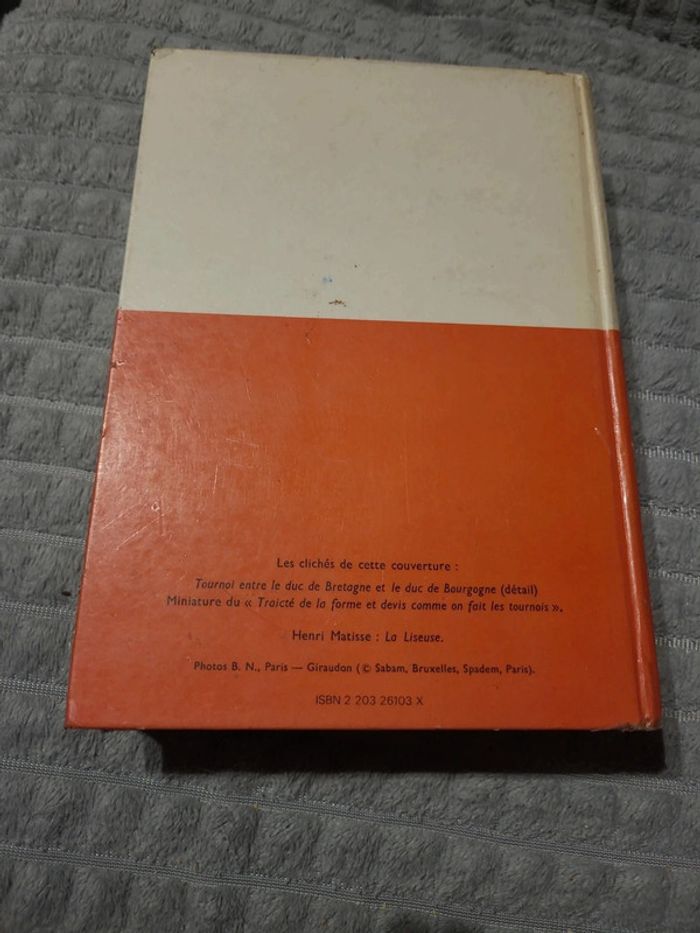 Les clichés de cette couverture :
Tournoi entre le duc de Bretagne et le duc de Bourgogne (détail)
Miniature du « Traicté de la forme et devis comme on fait les tournois ».
Henri Matisse : La Liseuse.
Photos B. N., Paris — Giraudon (© Sabam, Bruxelles, Spadem, Paris).
ISBN 2 203 26103 X